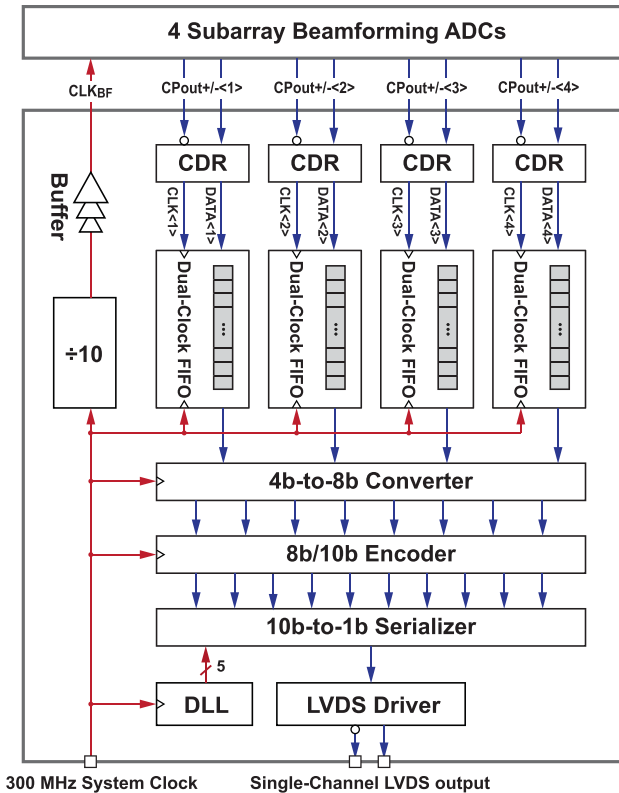 4 Subarray Beamforming ADCs
CLKBF
CPout+/-<1>
CPout+/-<2>
CPout+/-<3>
CPout+/-<4>
CDR
CDR
CDR
CDR
Buffer
CLK<1>
DATA<1>
CLK<2>
DATA<2>
CLK<3>
DATA<3>
CLK<4>
DATA<4>
Dual-Clock FIFO
Dual-Clock FIFO
Dual-Clock FIFO
Dual-Clock FIFO
÷10
4b-to-8b Converter
8b/10b Encoder
10b-to-1b Serializer
5
DLL
LVDS Driver
300 MHz System Clock
Single-Channel LVDS output